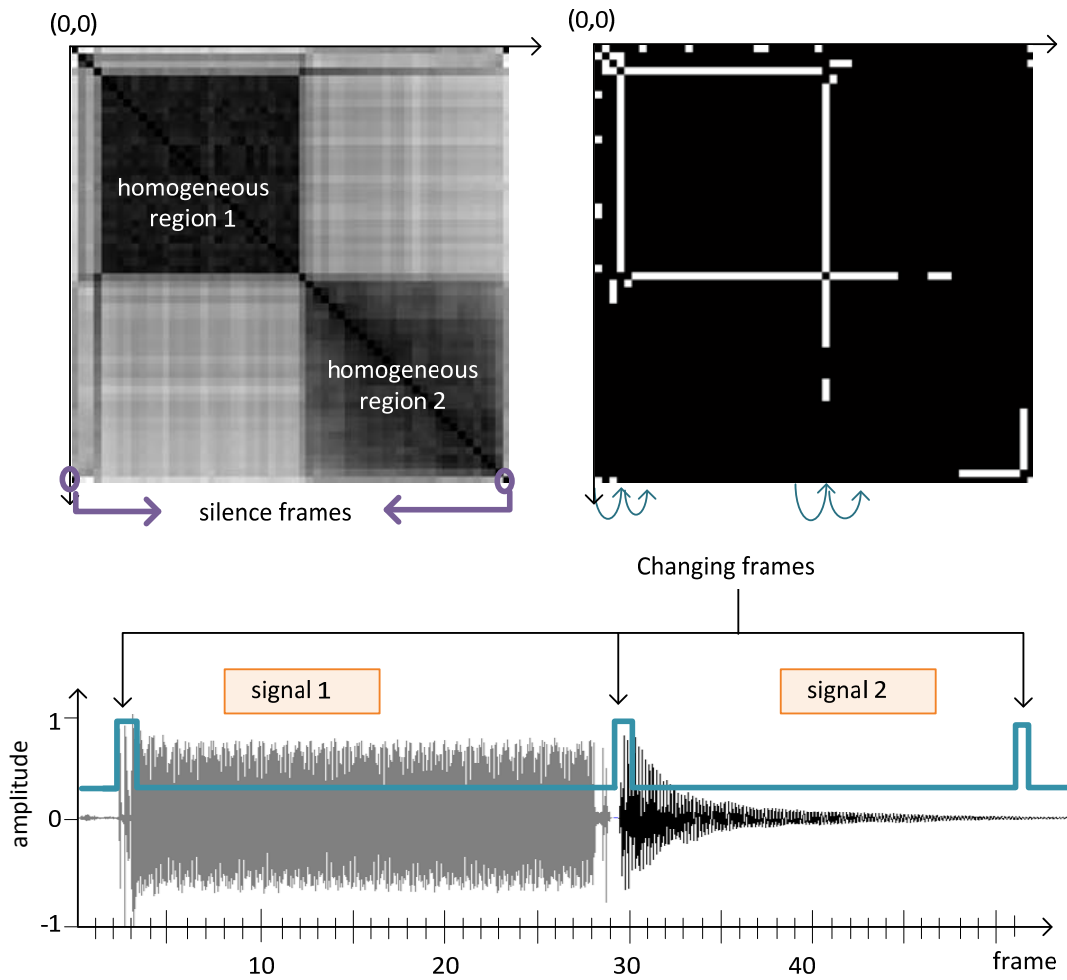 (0,0)
(0,0)
homogeneous
region 1
homogeneous
region 2
silence frames
Changing frames
signal 1
signal 2
1
0
-1
amplitude
10
20
30
40
frame